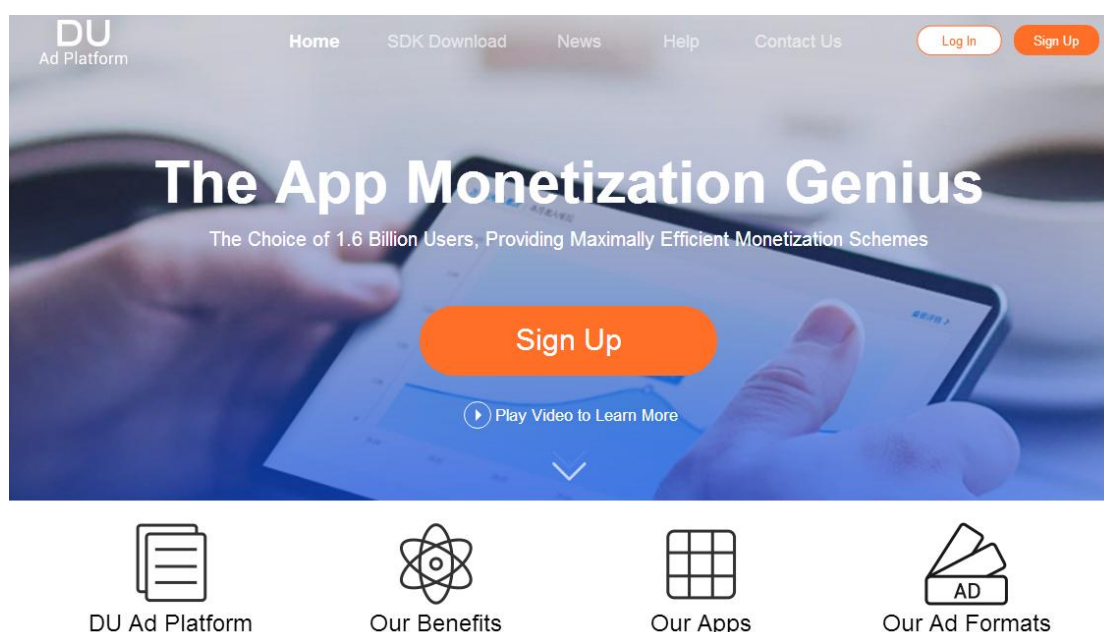 DU
Ad Platform
Home
SDK Download
News
Help
Contact Us
Log In
Sign Up
The App Monetization Genius
The Choice of 1.6 Billion Users, Providing Maximally Efficient Monetization Schemes
Sign Up
Play Video to Learn More
DU Ad Platform
Our Benefits
Our Apps
AD
Our Ad Formats